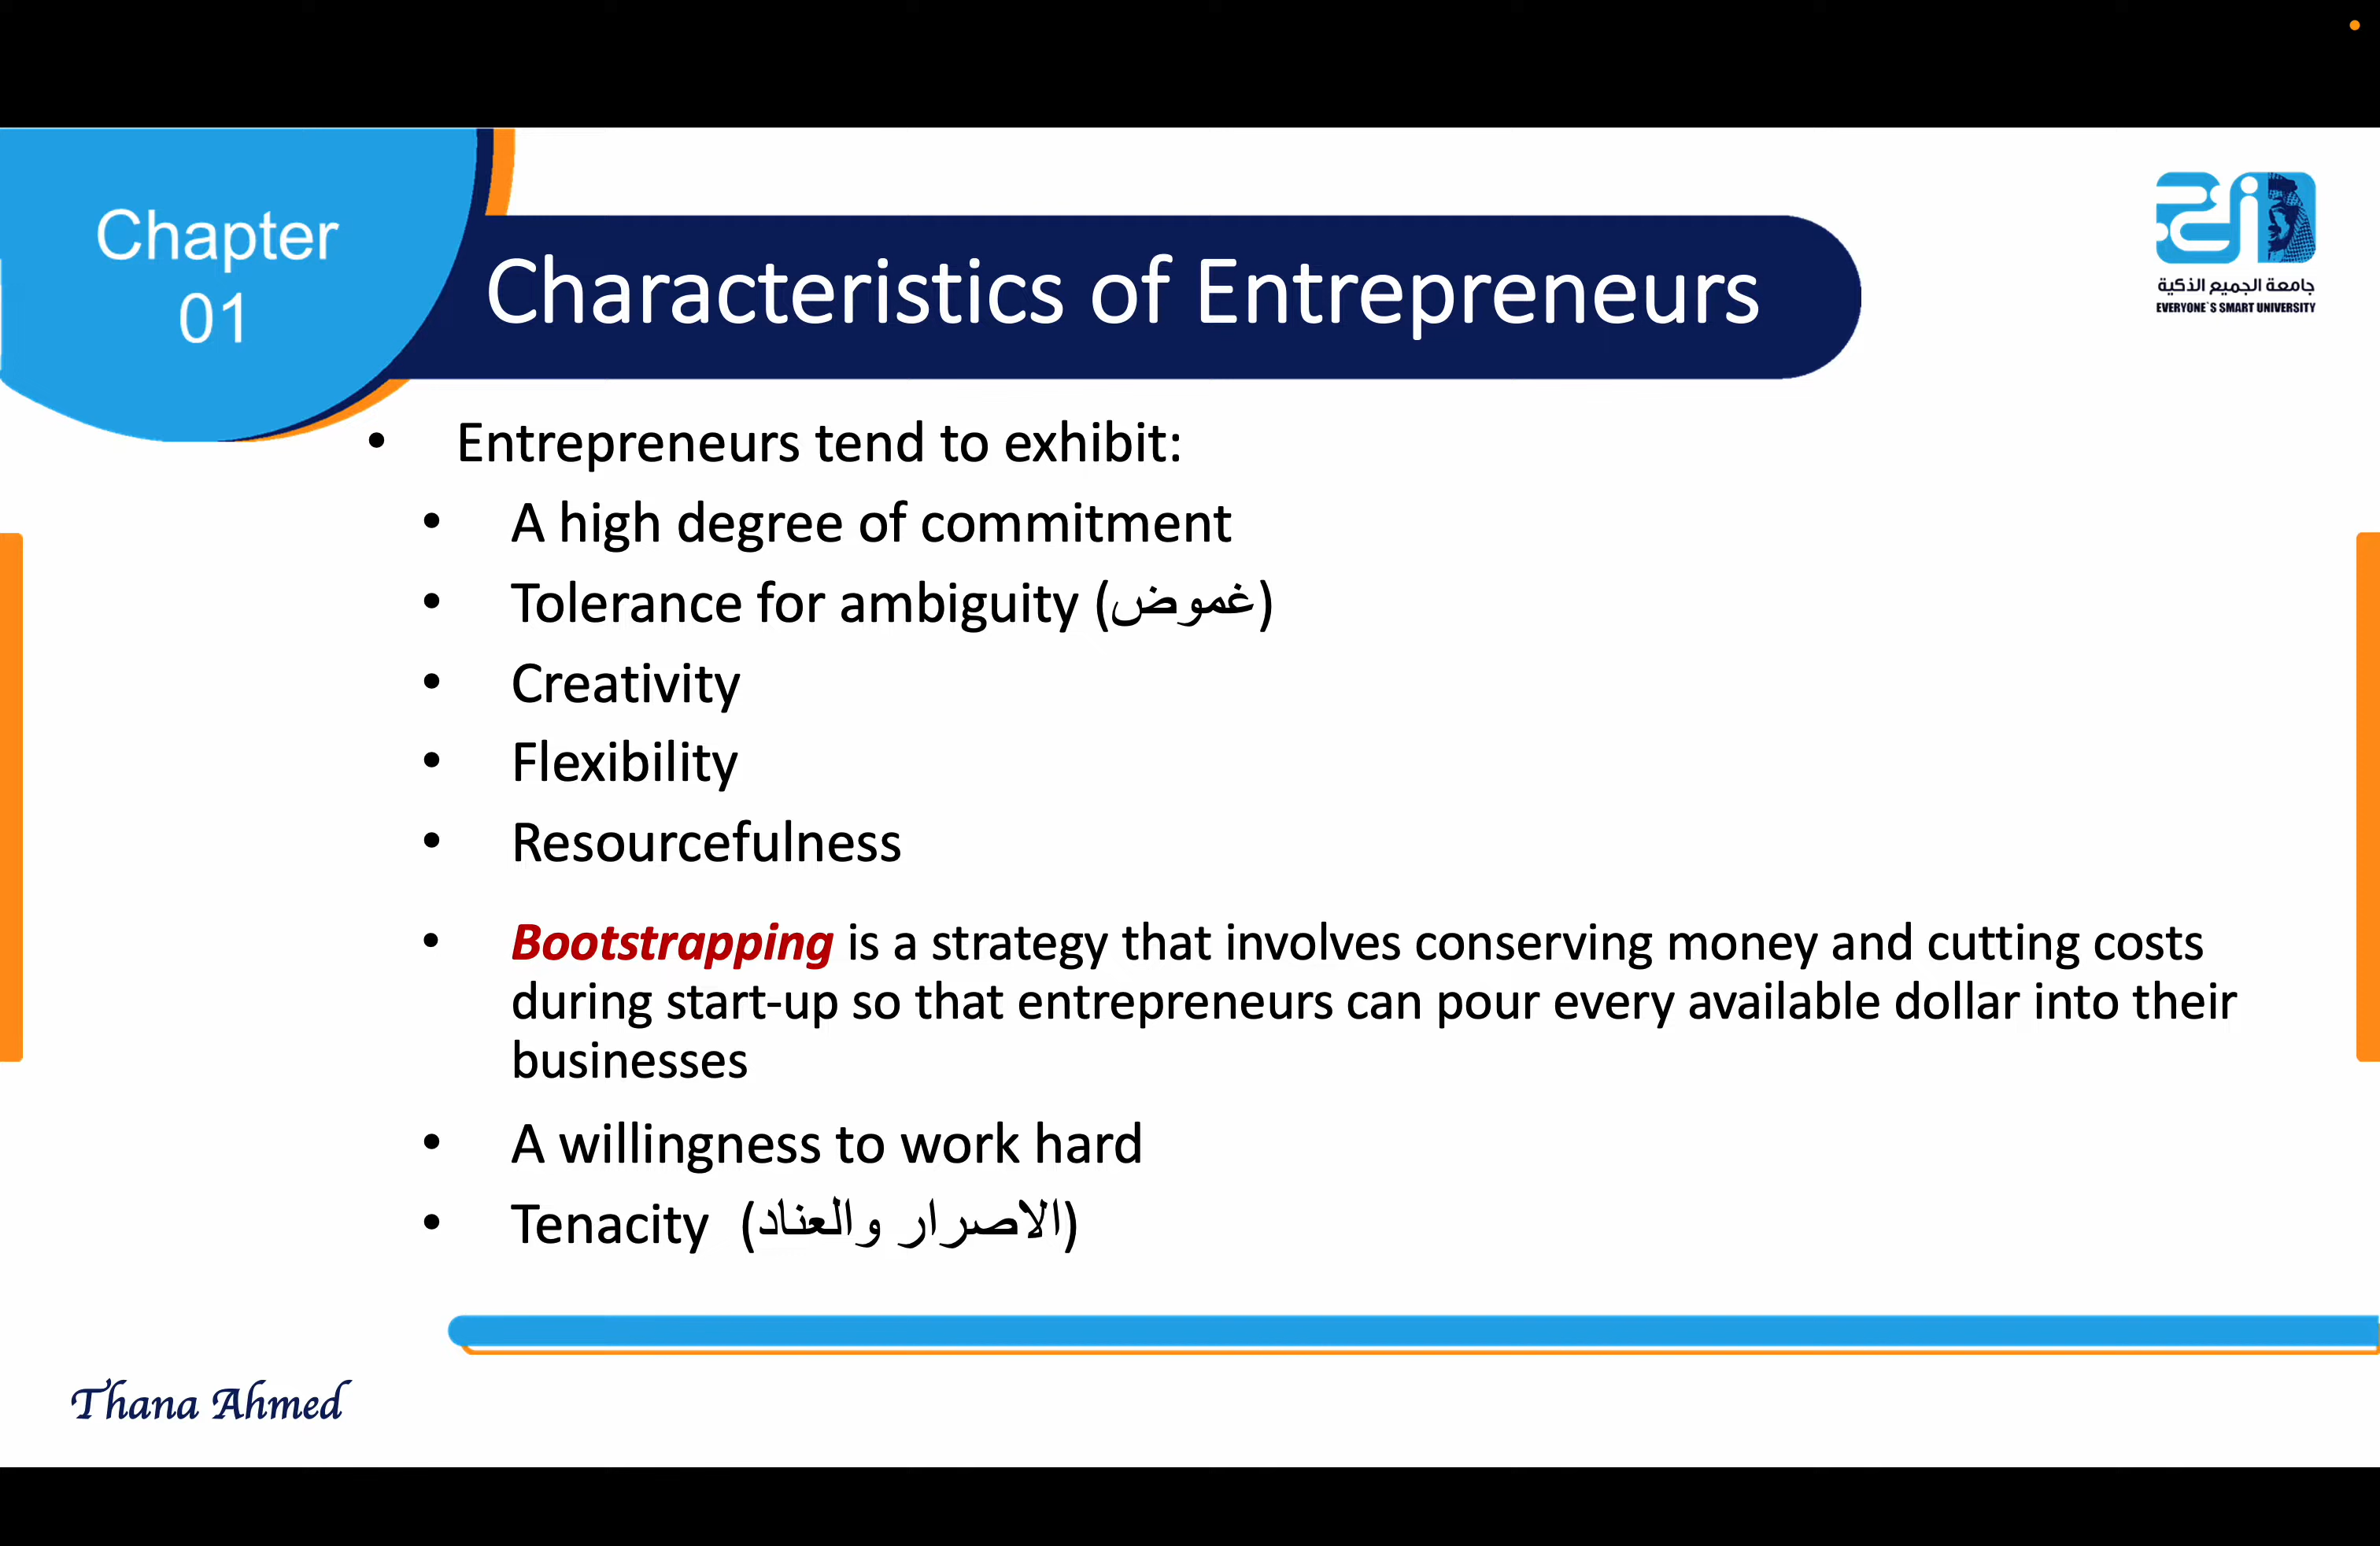 Chapter
01
Characteristics of Entrepreneurs
جامعة الجميع الذكية
EVERYONE`S SMART UNIVERSITY
• Entrepreneurs tend to exhibit:
• A high degree of commitment
• Tolerance for ambiguity (غموض)
• Creativity
• Flexibility
• Resourcefulness
• Bootstrapping is a strategy that involves conserving money and cutting costs
during start-up so that entrepreneurs can pour every available dollar into their
businesses
• A willingness to work hard
• Tenacity (الاصرار والعناد)
Thana Ahmed